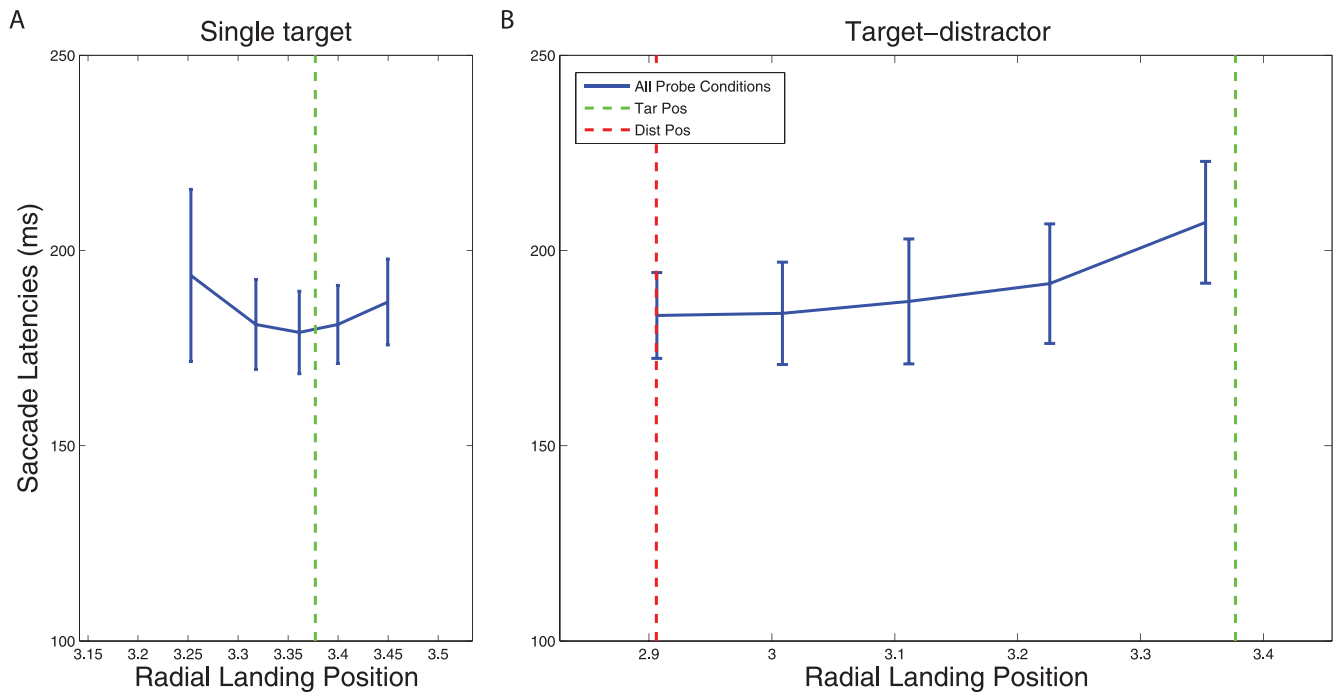 A
Single target
Saccade Latencies (ms)
250
200
150
100
3.15 3.2 3.25 3.3 3.35 3.4 3.45 3.5
Radial Landing Position
B
Target–distractor
All Probe Conditions
Tar Pos
Dist Pos
250
200
150
100
2.9 3 3.1 3.2 3.3 3.4
Radial Landing Position